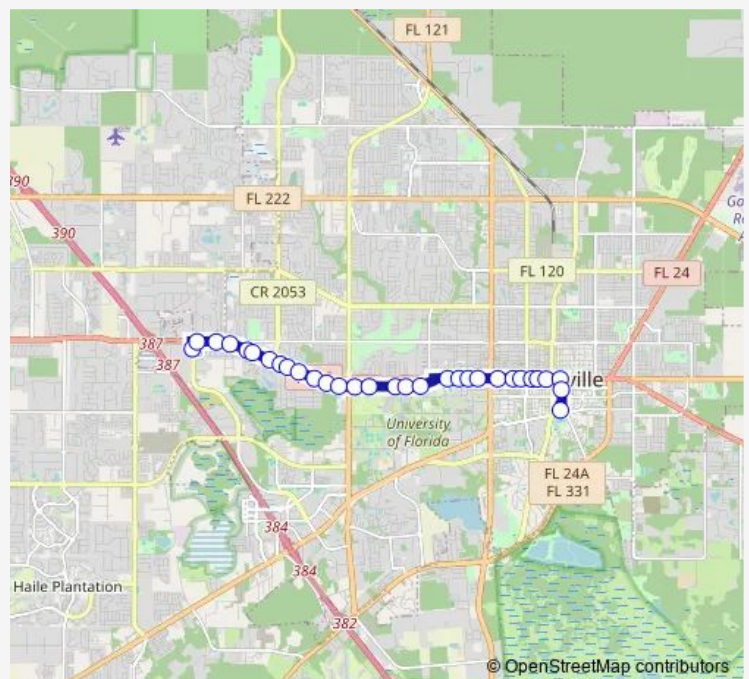 FL 121
390
390
FL 222
FL 120
FL 24
CR 2053
387
387
ville
University
of Florida
FL 24A
FL 331
384
384
Haile Plantation
382
© OpenStreetMap contributors